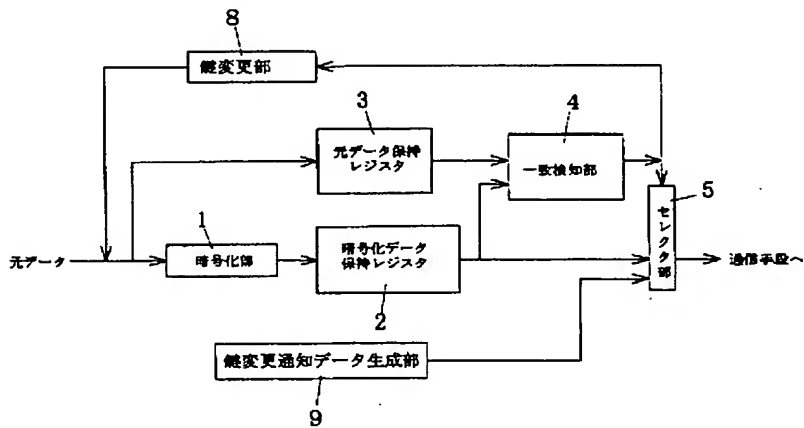 8
鍵変更部
3
元データ保持
レジスタ
4
一致検知部
5
セレクタ部
元データ
1
暗号化部
暗号化データ
保持レジスタ
2
通信手段へ
鍵変更通知データ生成部
9